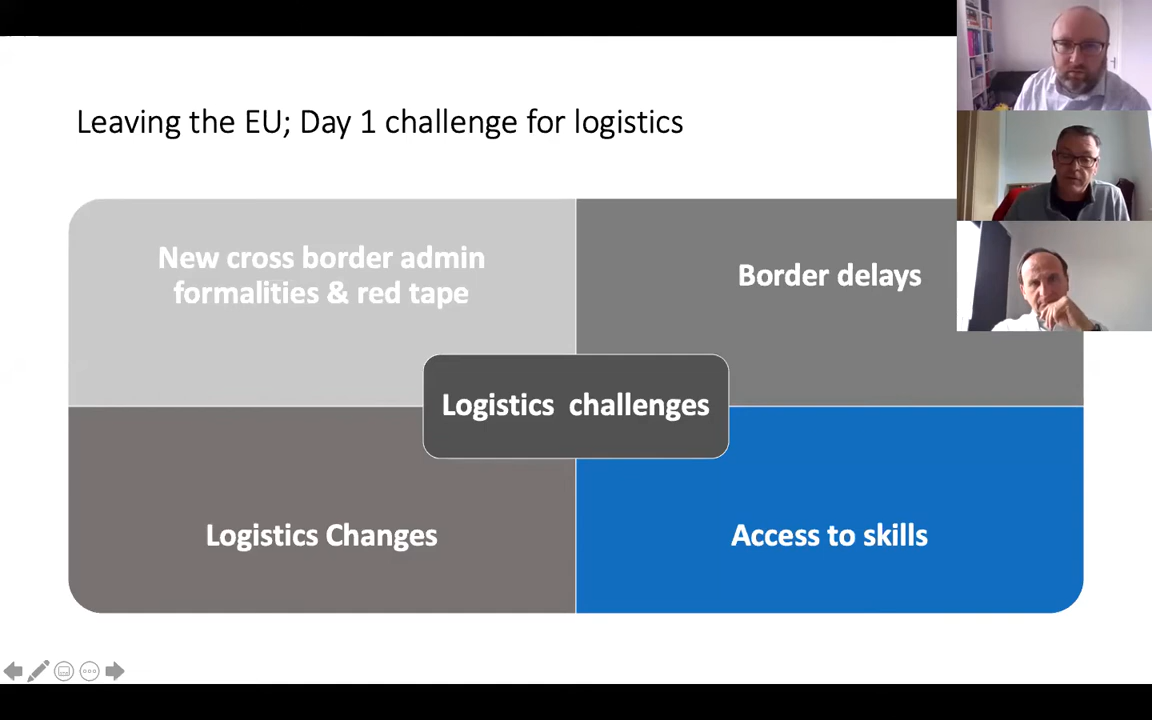 Leaving the EU; Day 1 challenge for logistics
New cross border admin
formalities & red tape
Border delays
Logistics  challenges
Logistics Changes
Access to skills